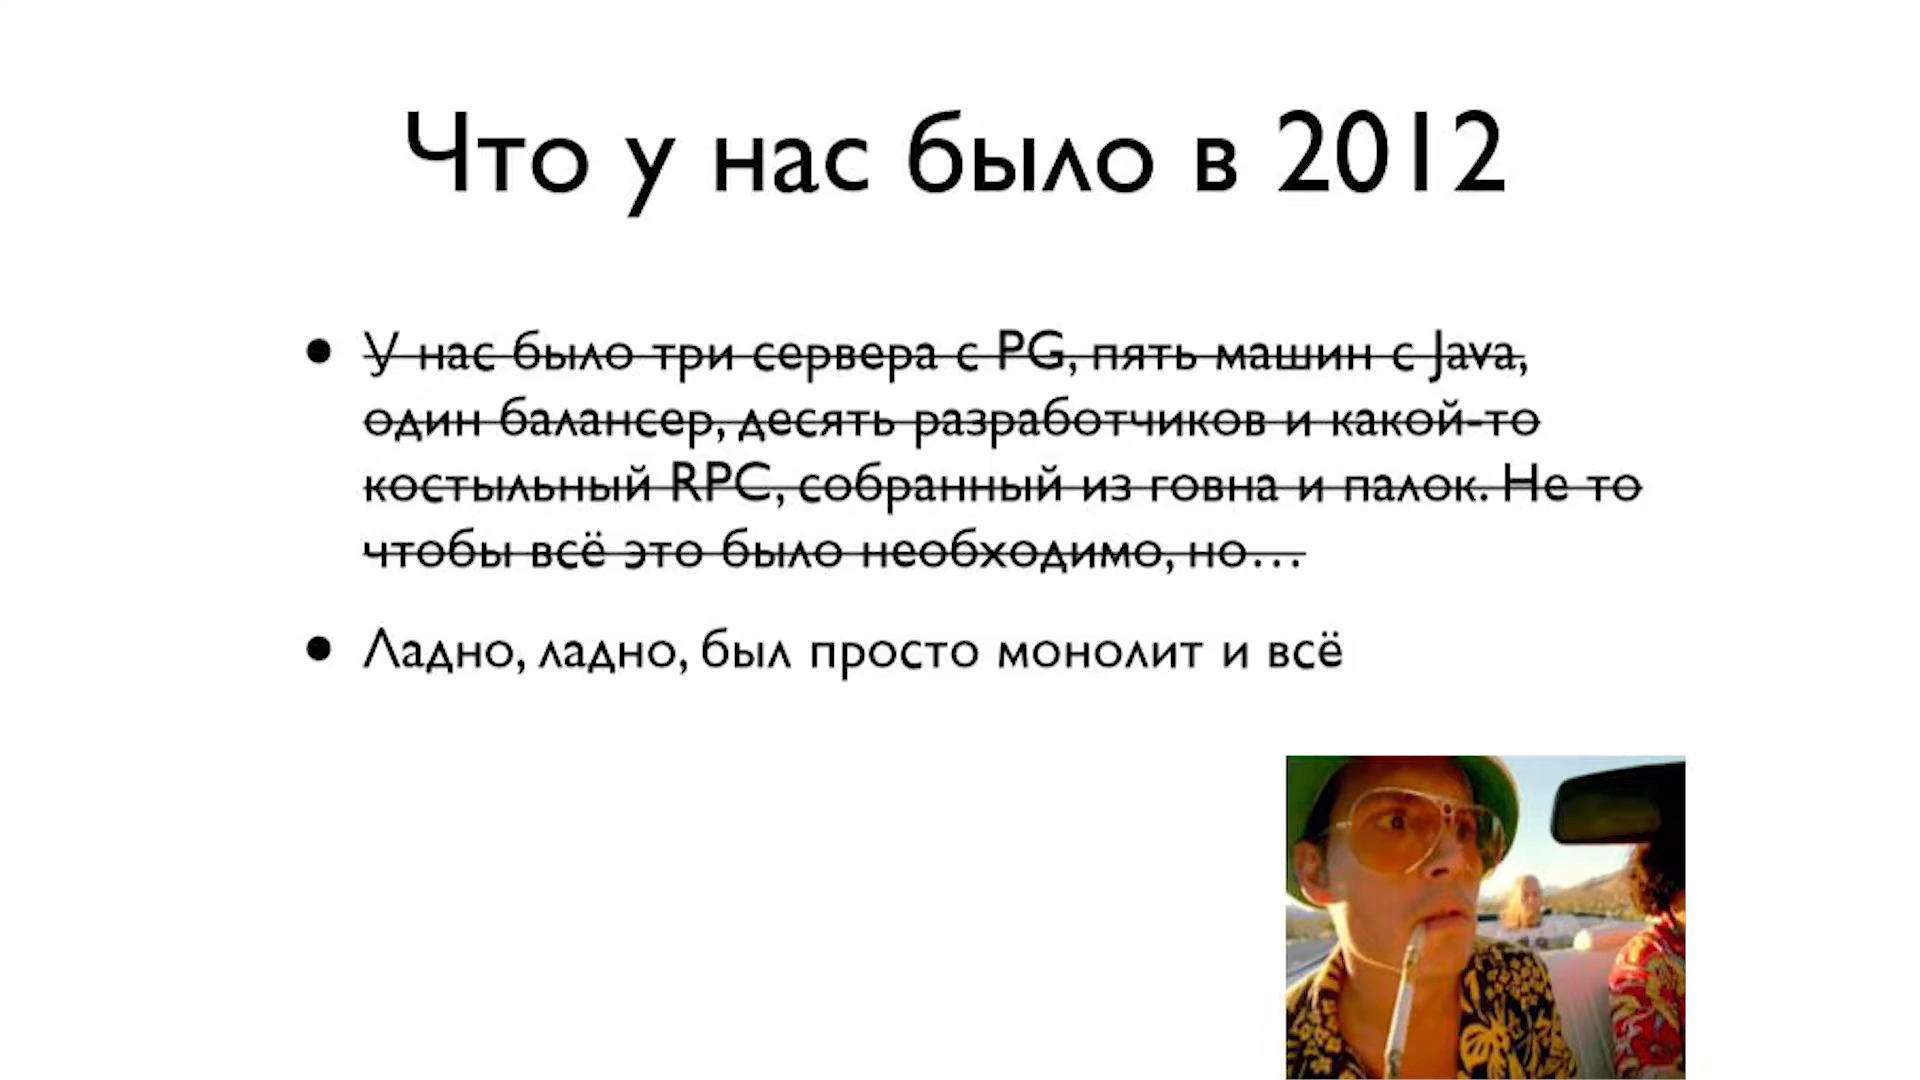 Что у нас было в 2012
• У нас было три сервера с PG, пять машин с Java,
один балансер, десять разработчиков и какой-то
костыльный RPC, собранный из говна и палок. Не то
чтобы всё это было необходимо, но…
• Ладно, ладно, был просто монолит и всё